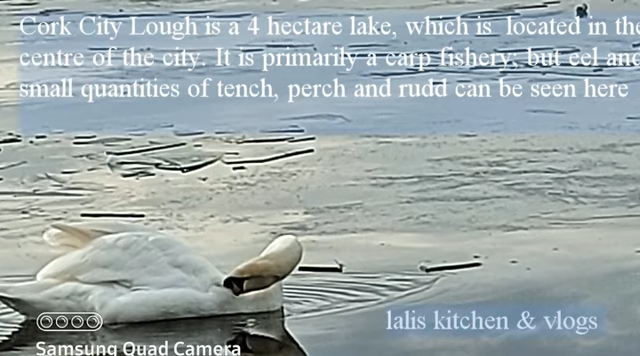 Cork City Lough is a 4 hectare lake, which is located in the
centre of the city. It is primarily a carp fishery; but eel and
small quantities of tench, perch and rudd can be seen here
lalis kitchen & vlogs
Samsung Quad Camera